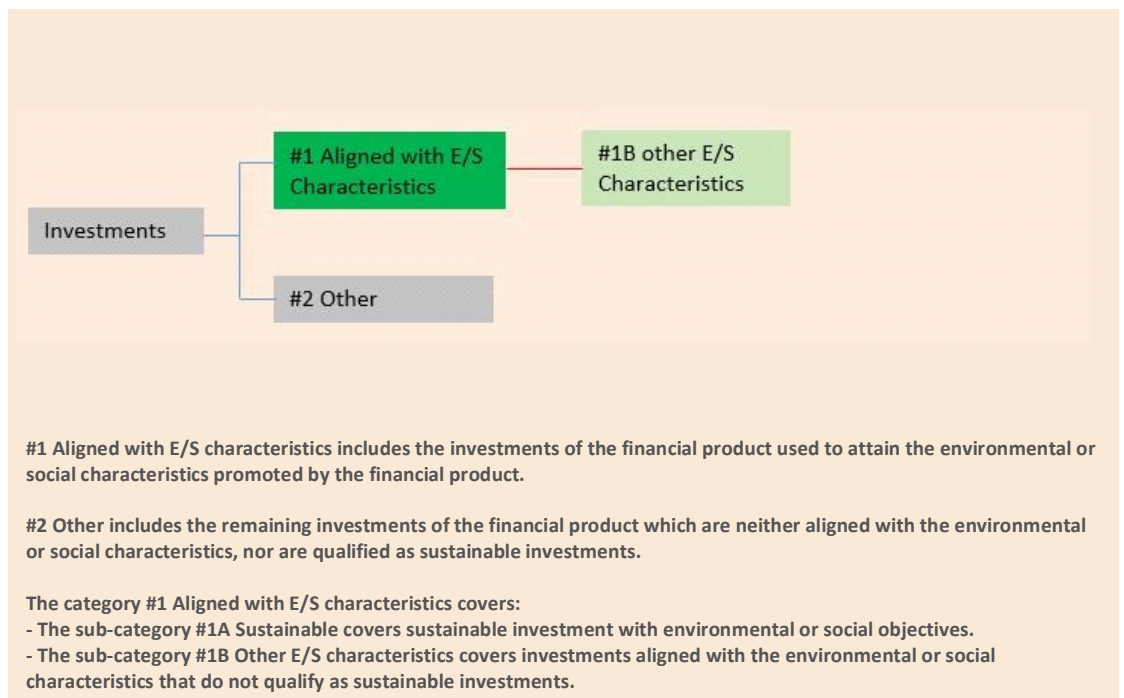 #1 Aligned with E/S
Characteristics
#1B other E/S
Characteristics
Investments
#2 Other
#1 Aligned with E/S characteristics includes the investments of the financial product used to attain the environmental or
social characteristics promoted by the financial product.
#2 Other includes the remaining investments of the financial product which are neither aligned with the environmental
or social characteristics, nor are qualified as sustainable investments.
The category #1 Aligned with E/S characteristics covers:
- The sub-category #1A Sustainable covers sustainable investment with environmental or social objectives.
- The sub-category #1B Other E/S characteristics covers investments aligned with the environmental or social
characteristics that do not qualify as sustainable investments.